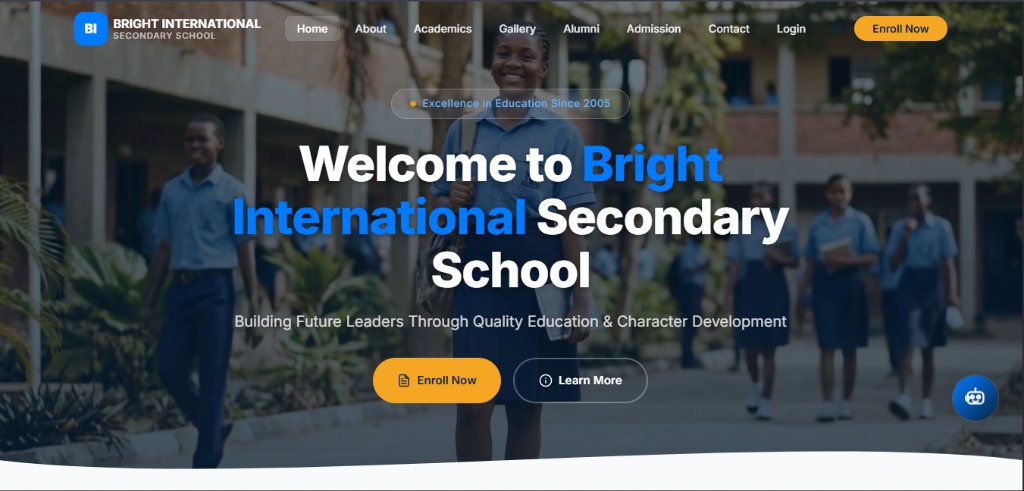 BI
BRIGHT INTERNATIONAL
SECONDARY SCHOOL
Home
About
Academics
Gallery
Alumni
Admission
Contact
Login
Enroll Now
Excellence in Education Since 2005
Welcome to Bright
International Secondary
School
Building Future Leaders Through Quality Education & Character Development
Enroll Now
Learn More